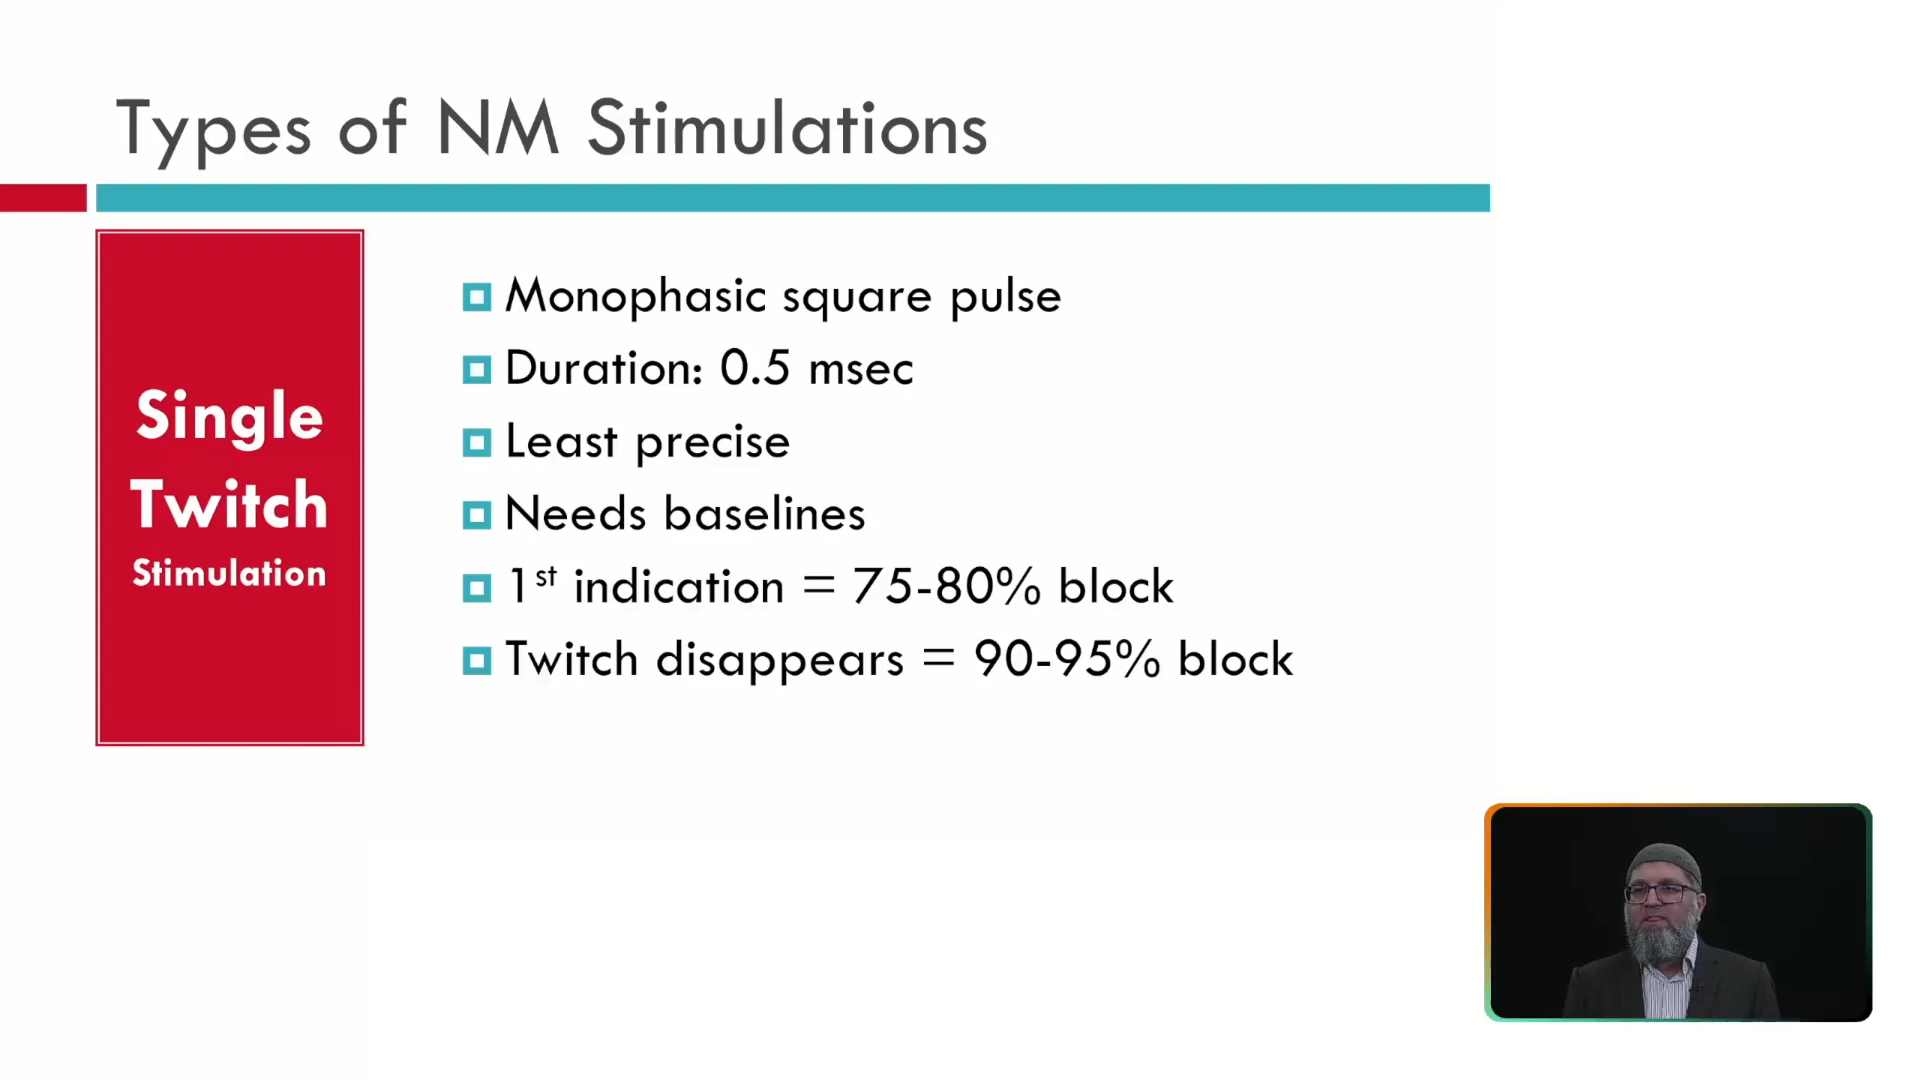 Types of NM Stimulations
Single
Twitch
Stimulation
Monophasic square pulse
Duration: 0.5 msec
Least precise
Needs baselines
1st indication = 75-80% block
Twitch disappears = 90-95% block